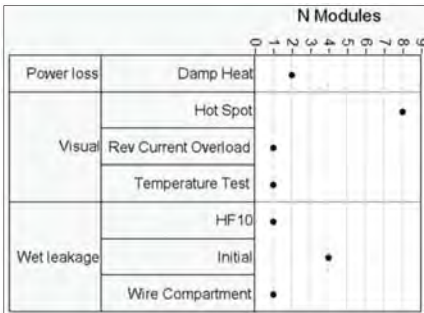 N Modules
0 1 2 3 4 5 6 7 8 9
Power loss Damp Heat
Hot Spot
Visual Rev Current Overload
Temperature Test
HF10
Wet leakage Initial
Wire Compartment